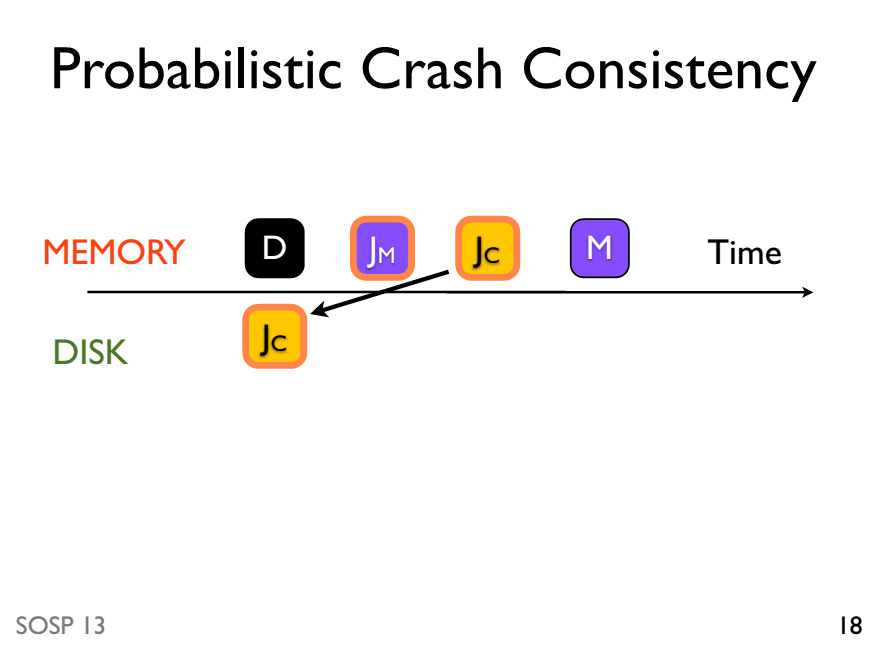 Probabilistic Crash Consistency
MEMORY D JM JC M Time
DISK JC
SOSP 13 18